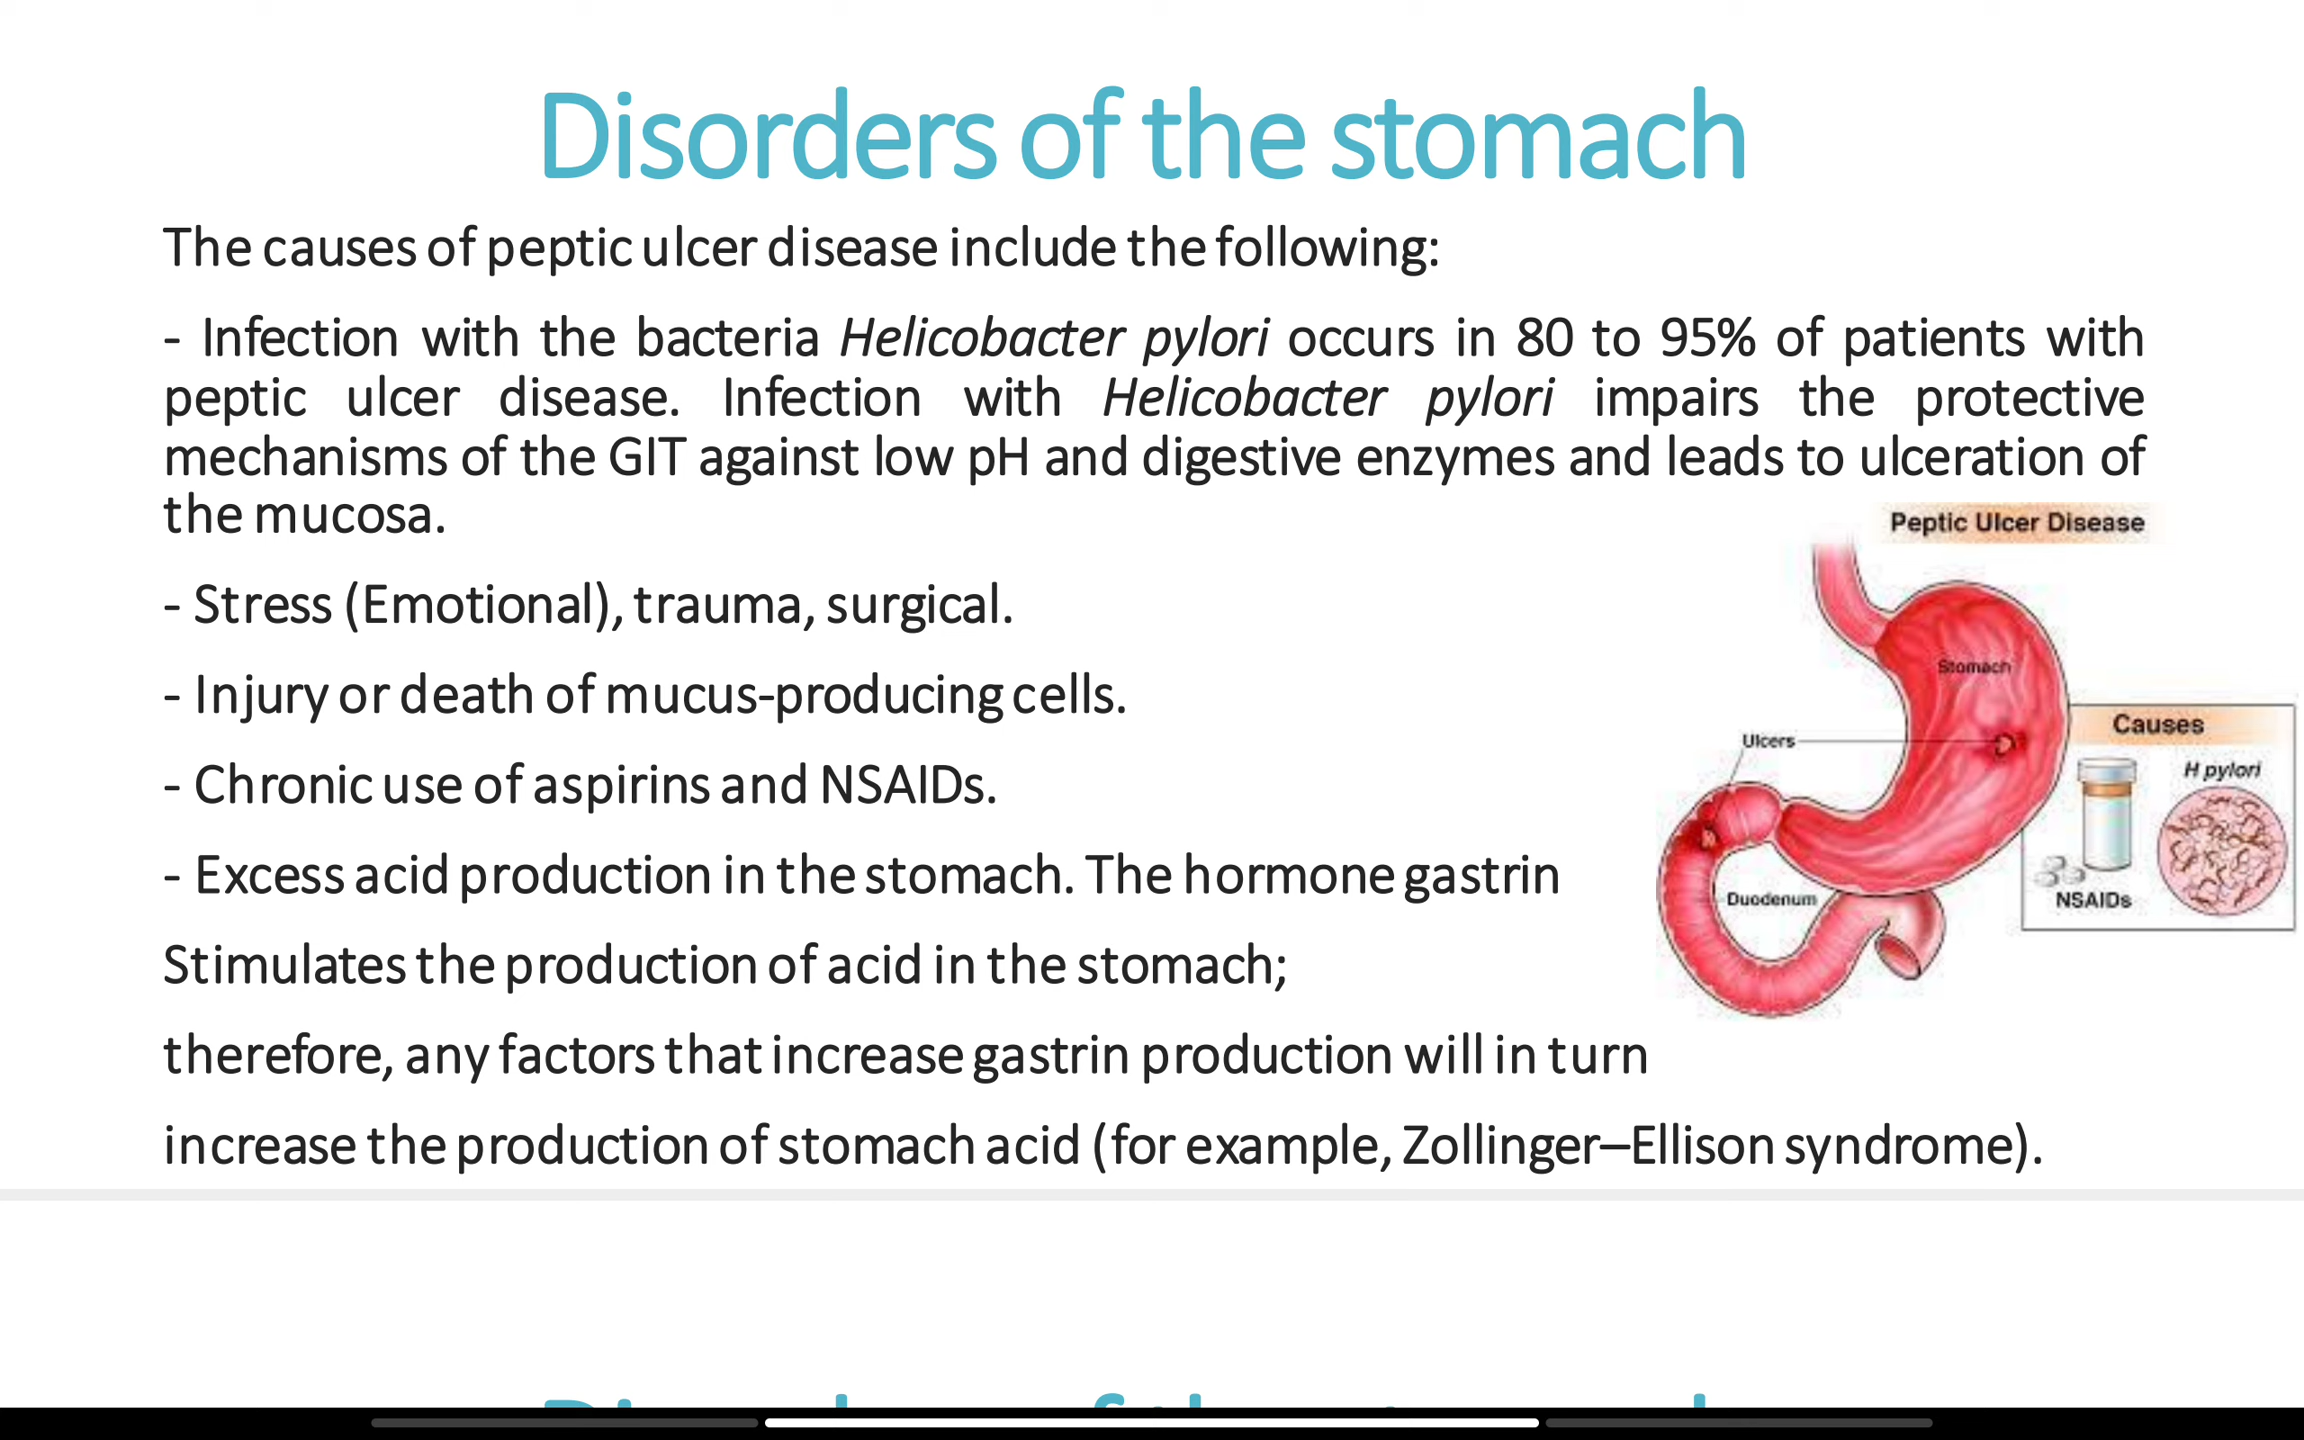 Disorders of the stomach
The causes of peptic ulcer disease include the following:
- Infection with the bacteria Helicobacter pylori occurs in 80 to 95% of patients with
peptic ulcer disease. Infection with Helicobacter pylori impairs the protective
mechanisms of the GIT against low pH and digestive enzymes and leads to ulceration of
the mucosa.
- Stress (Emotional), trauma, surgical.
- Injury or death of mucus-producing cells.
- Chronic use of aspirins and NSAIDs.
- Excess acid production in the stomach. The hormone gastrin
Stimulates the production of acid in the stomach;
therefore, any factors that increase gastrin production will in turn
increase the production of stomach acid (for example, Zollinger–Ellison syndrome).
Peptic Ulcer Disease
Stomach
Ulcers
Causes
H pylori
Duodenum
NSAIDs